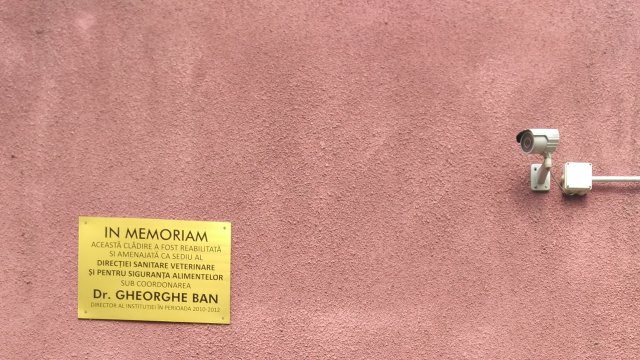 IN MEMORIAM
ACEASTĂ CLĂDIRE A FOST REABILITATĂ
SI AMENAJATĂ CA SEDIU AL
DIRECȚIEI SANITARE VETERINARE
ȘI PENTRU SIGURANȚA ALIMENTELOR
SUB COORDONAREA
Dr. GHEORGHE BAN
DIRECTOR AL INSTITUȚIEI ÎN PERIOADA 2010-2012